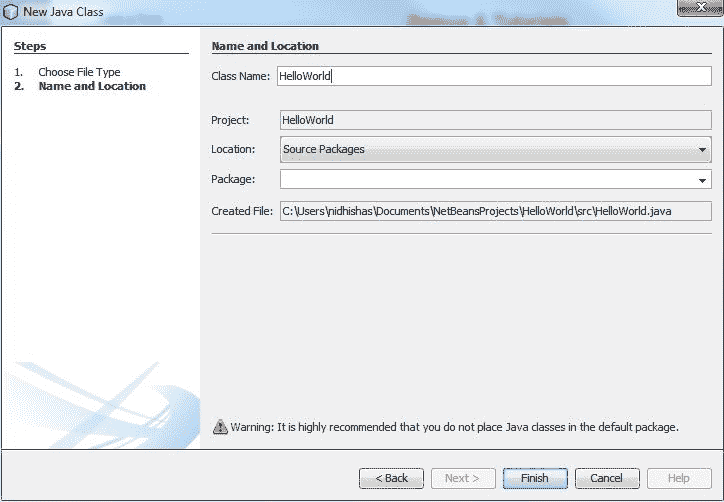 New Java Class
Steps
1. Choose File Type
2. Name and Location
Name and Location
Class Name: HelloWorld
Project: HelloWorld
Location: Source Packages
Package:
Created File: C:\Users\nidhishas\Documents\NetBeansProjects\HelloWorld\src\HelloWorld.java
Warning: It is highly recommended that you do not place Java classes in the default package.
< Back Next > Finish Cancel Help